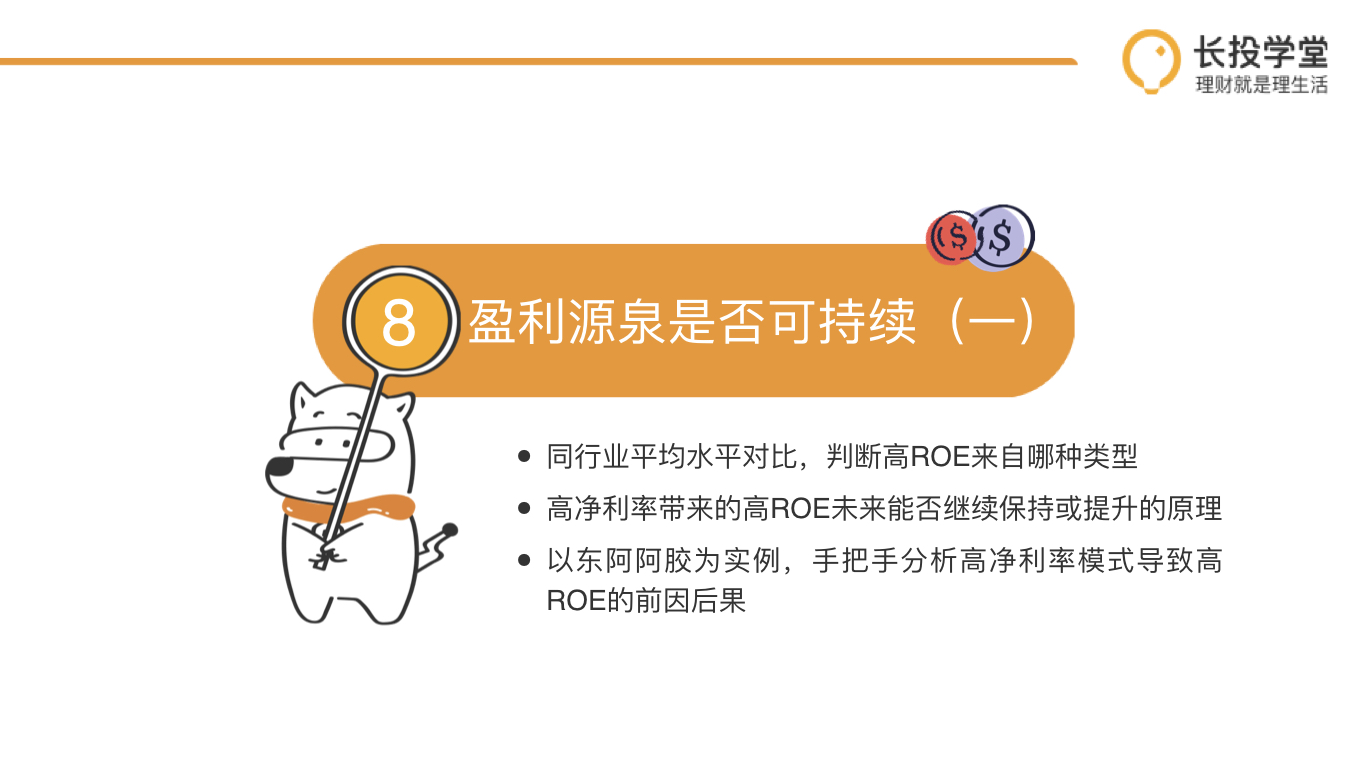 长投学堂
理财就是理生活
$ $
8 盈利源泉是否可持续（一）
• 同行业平均水平对比，判断高ROE来自哪种类型
• 高净利率带来的高ROE未来能否继续保持或提升的原理
• 以东阿阿胶为实例，手把手分析高净利率模式导致高
ROE的前因后果